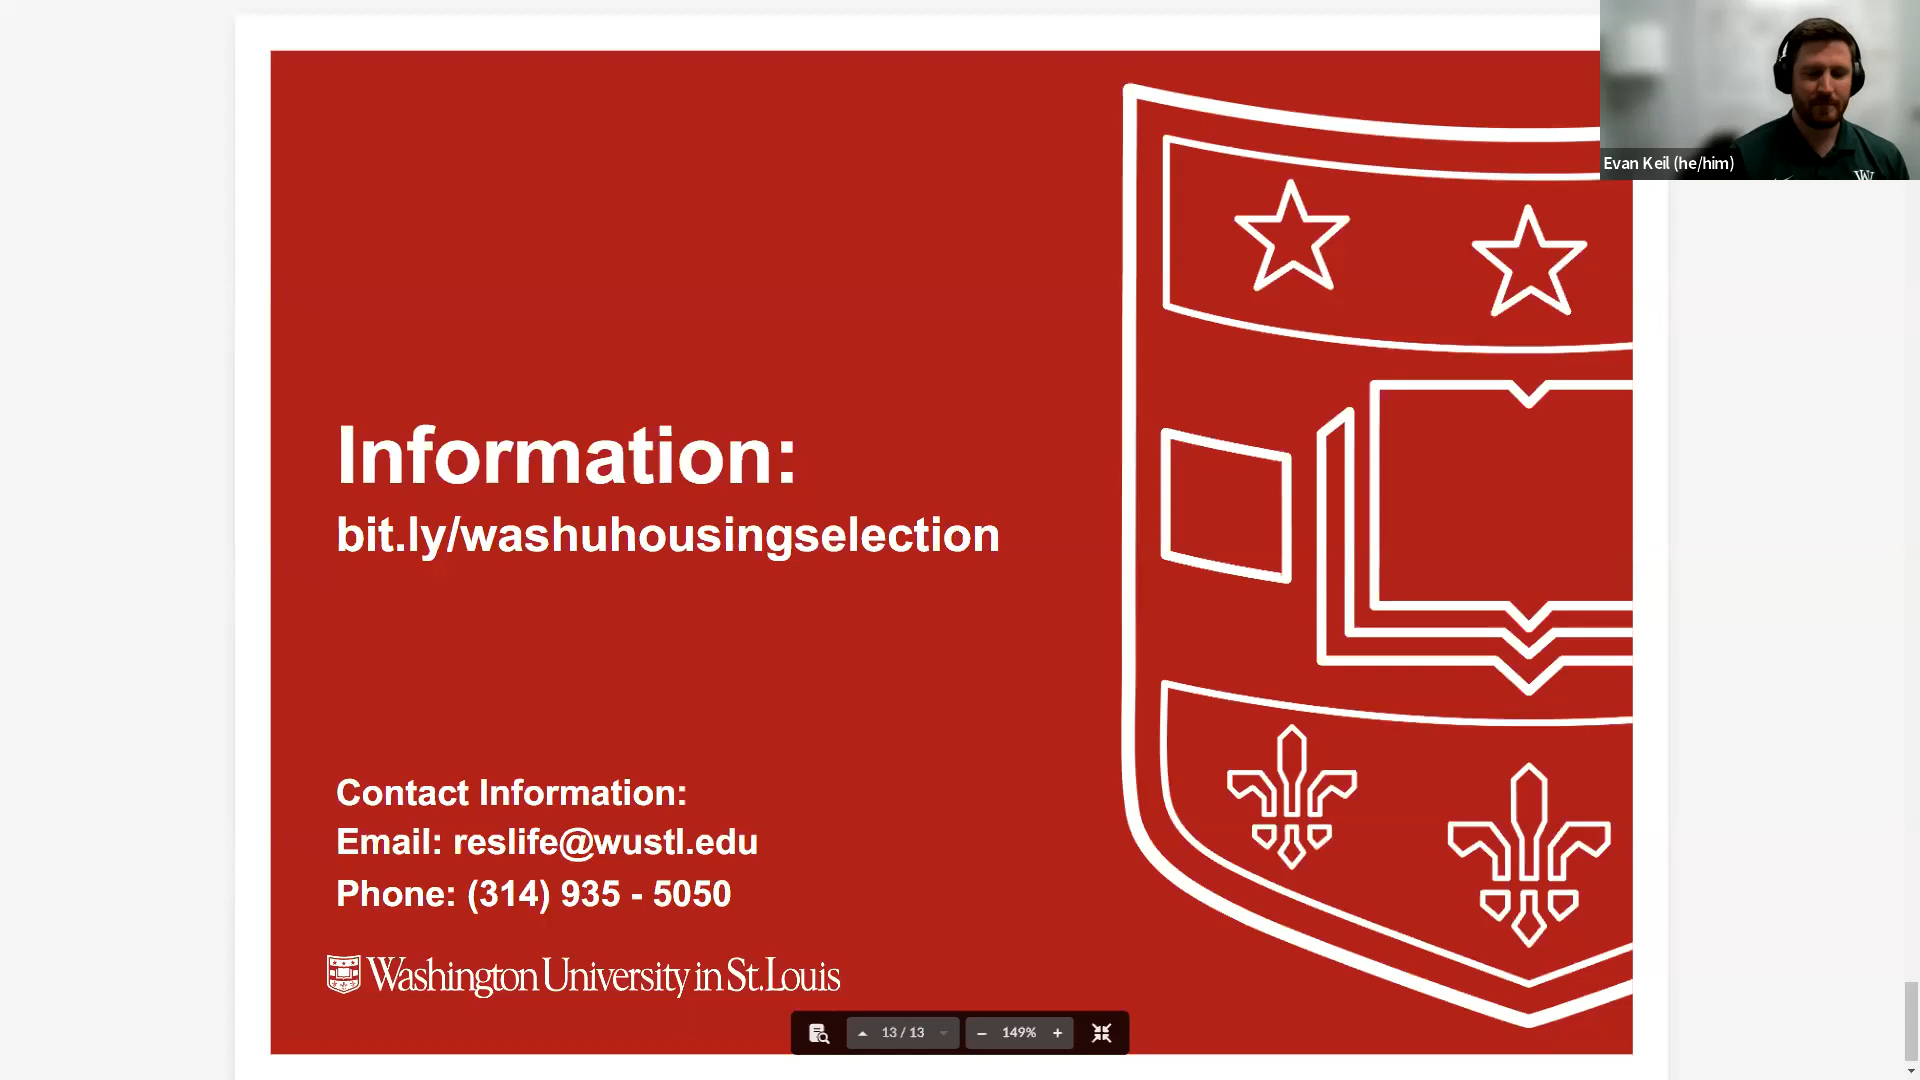 Evan Keil (he/him)
W
Information:
bit.ly/washuhousingselection
Contact Information:
Email: reslife@wustl.edu
Phone: (314) 935 - 5050
Washington University in St. Louis
13 / 13
149%